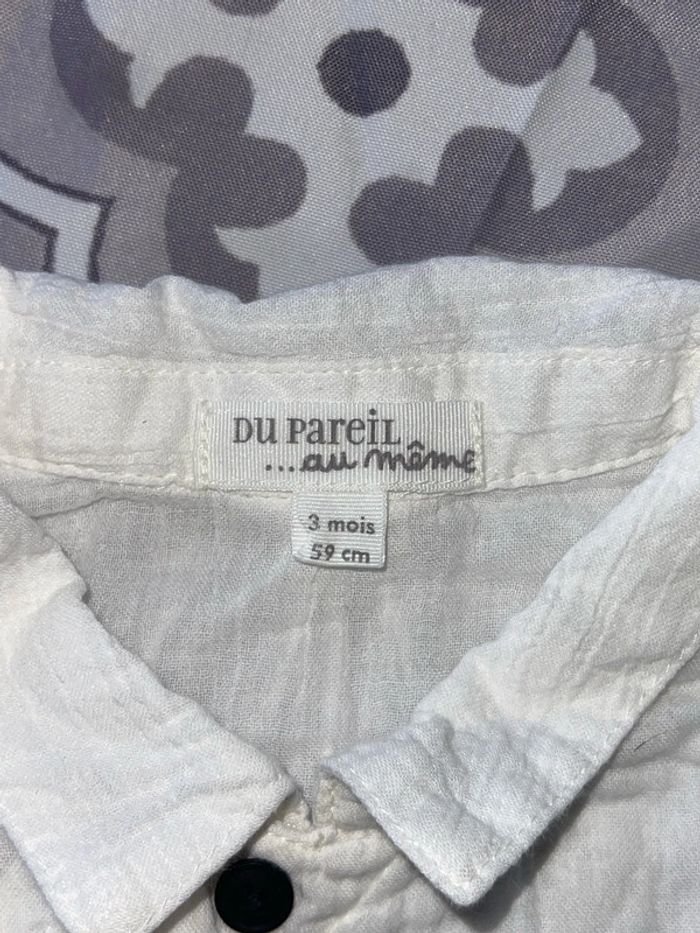 DU PAREIL
...au même
3 mois
59 cm